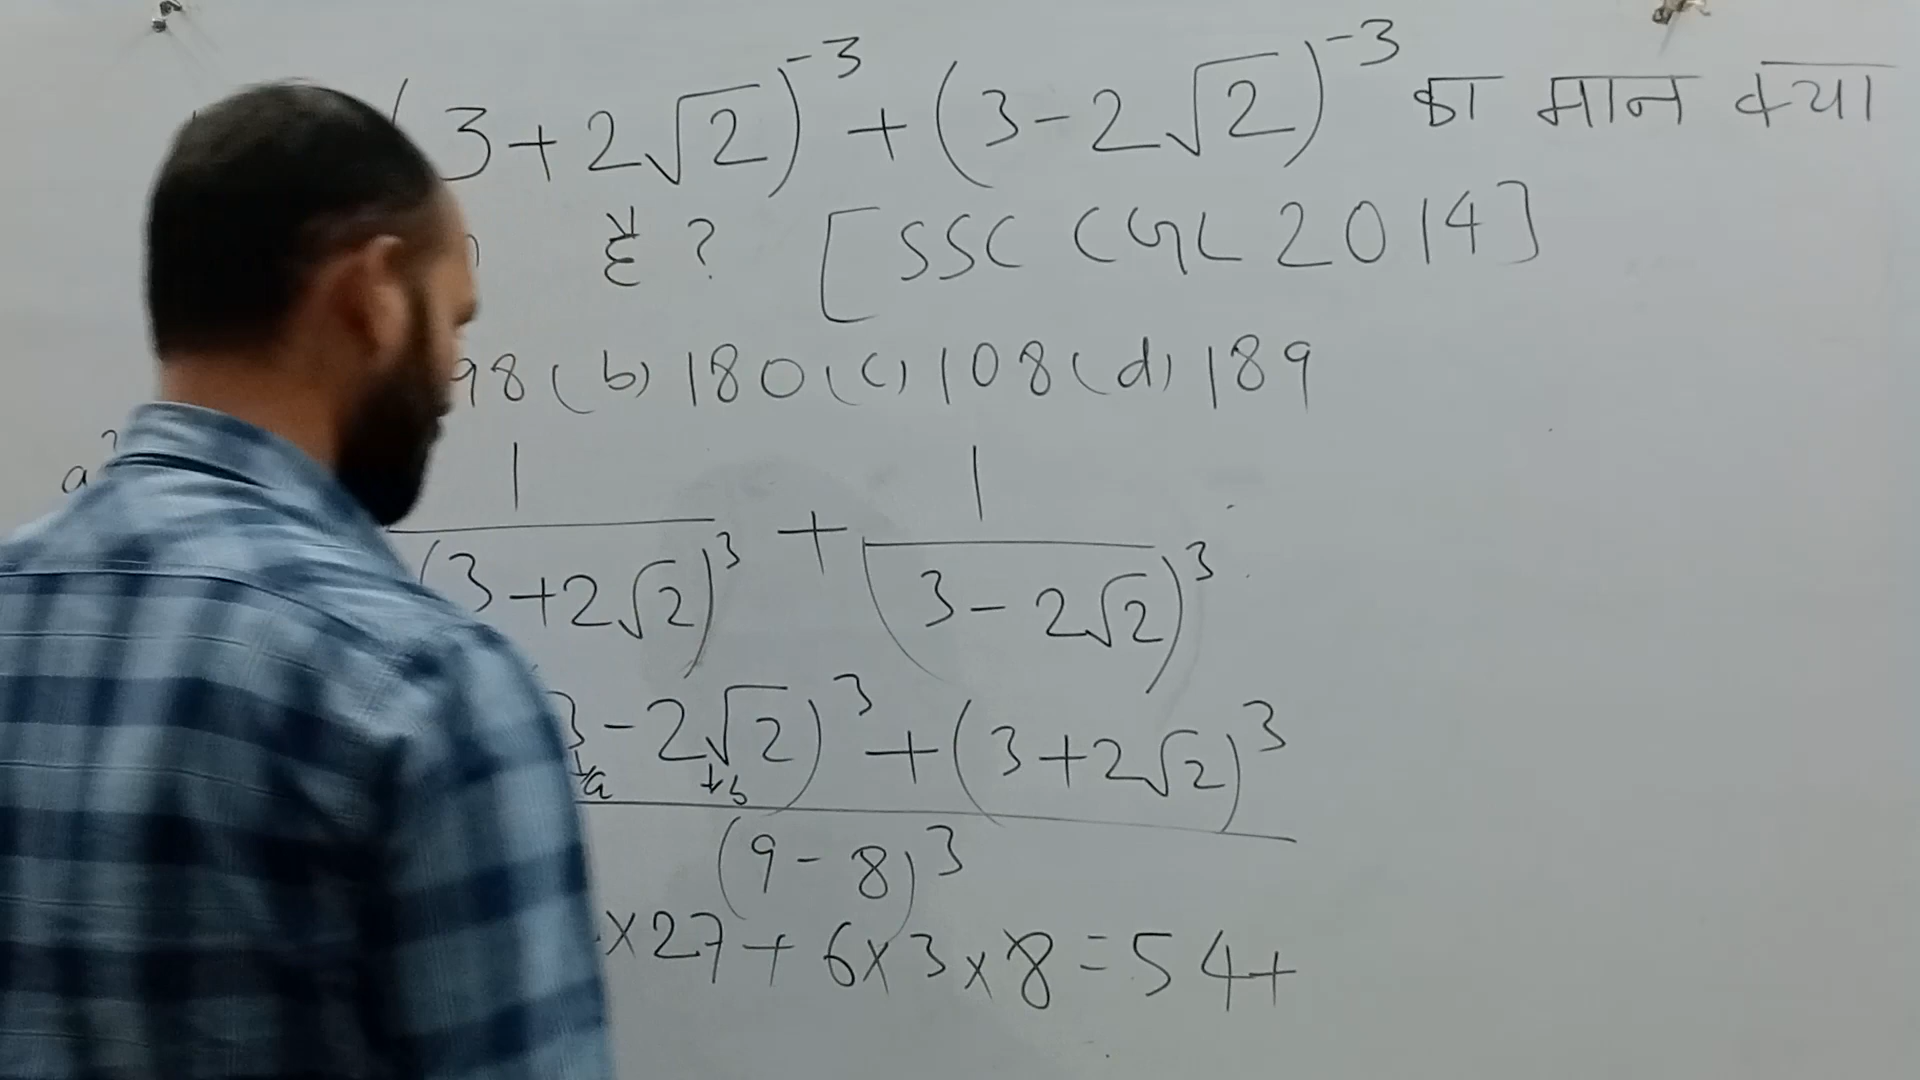 (3+2√2)⁻³ + (3-2√2)⁻³ का मान क्या
है ? [SSC CGL 2014]
98 (b) 180 (c) 108 (d) 189
1/(3+2√2)³ + 1/(3-2√2)³
3-2√2)³ + (3+2√2)³
a b
(9-8)³
×27+6×3×8=54+